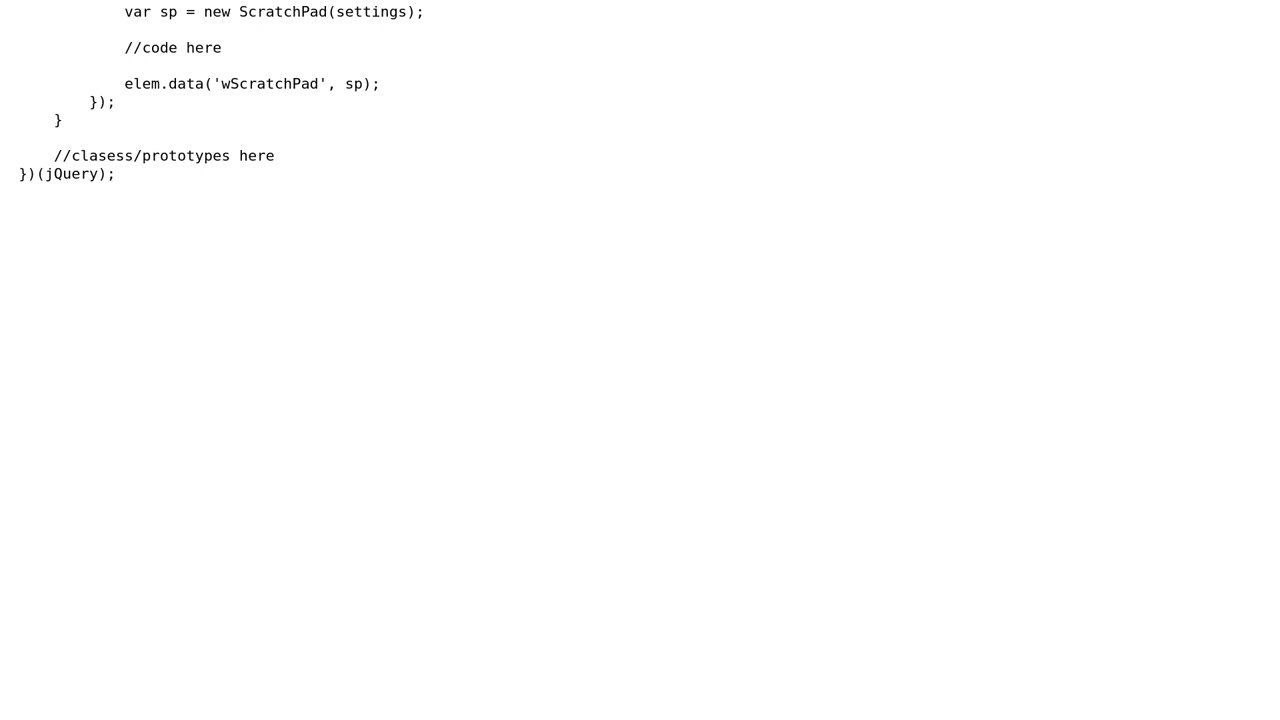 var sp = new ScratchPad(settings);
//code here
elem.data('wScratchPad', sp);
});
}
//clasess/prototypes here
})(jQuery);